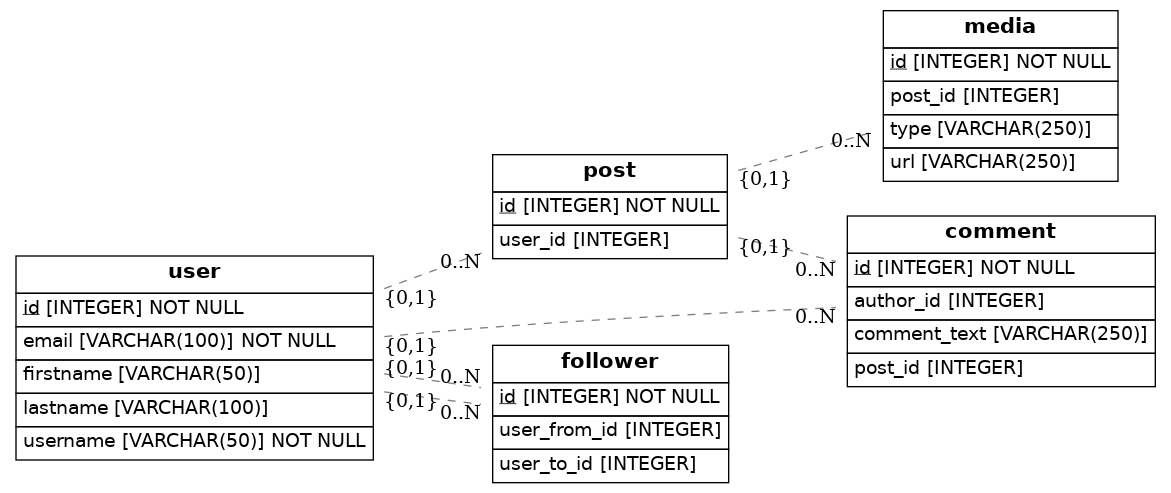 media
id [INTEGER] NOT NULL
post_id [INTEGER]
type [VARCHAR(250)]
url [VARCHAR(250)]
0..N
{0,1}
post
id [INTEGER] NOT NULL
user_id [INTEGER]
{0,1}
0..N
comment
id [INTEGER] NOT NULL
author_id [INTEGER]
comment_text [VARCHAR(250)]
post_id [INTEGER]
0..N
{0,1}
user
id [INTEGER] NOT NULL
email [VARCHAR(100)] NOT NULL
firstname [VARCHAR(50)]
lastname [VARCHAR(100)]
username [VARCHAR(50)] NOT NULL
0..N
{0,1}
{0,1}
0..N
{0,1}
0..N
follower
id [INTEGER] NOT NULL
user_from_id [INTEGER]
user_to_id [INTEGER]